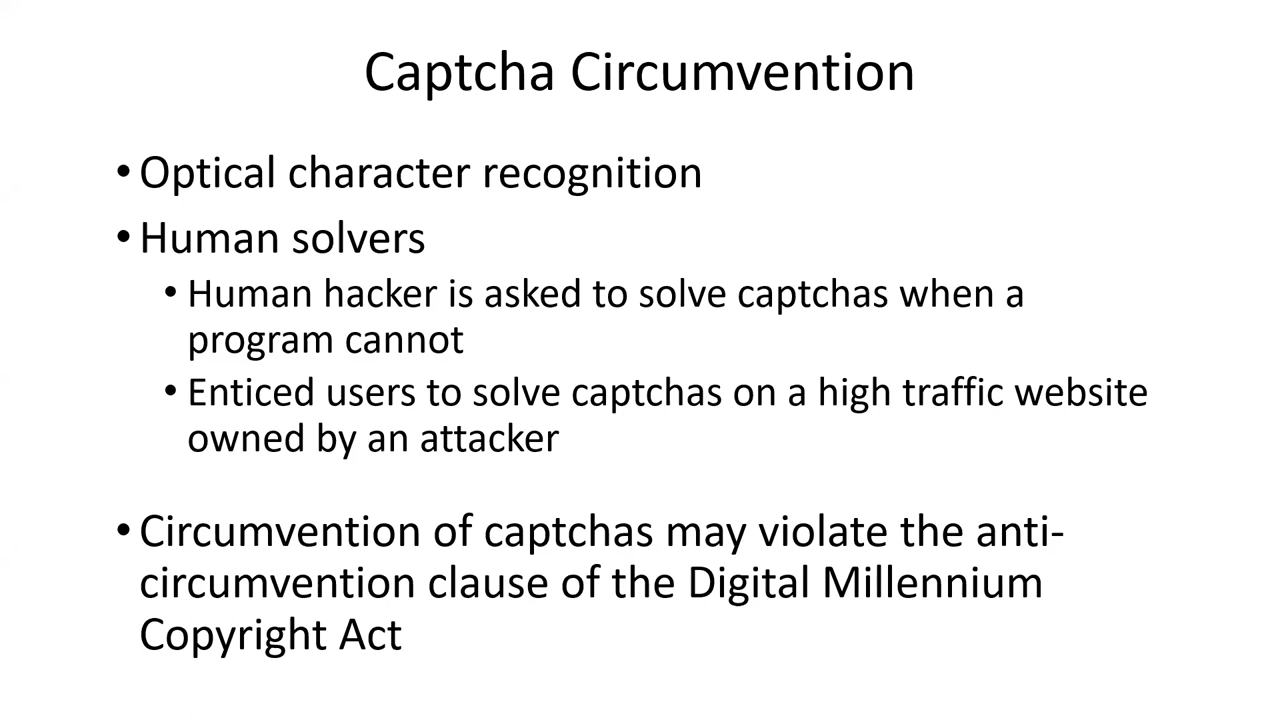 Captcha Circumvention
• Optical character recognition
• Human solvers
• Human hacker is asked to solve captchas when a
program cannot
• Enticed users to solve captchas on a high traffic website
owned by an attacker
• Circumvention of captchas may violate the anti-
circumvention clause of the Digital Millennium
Copyright Act